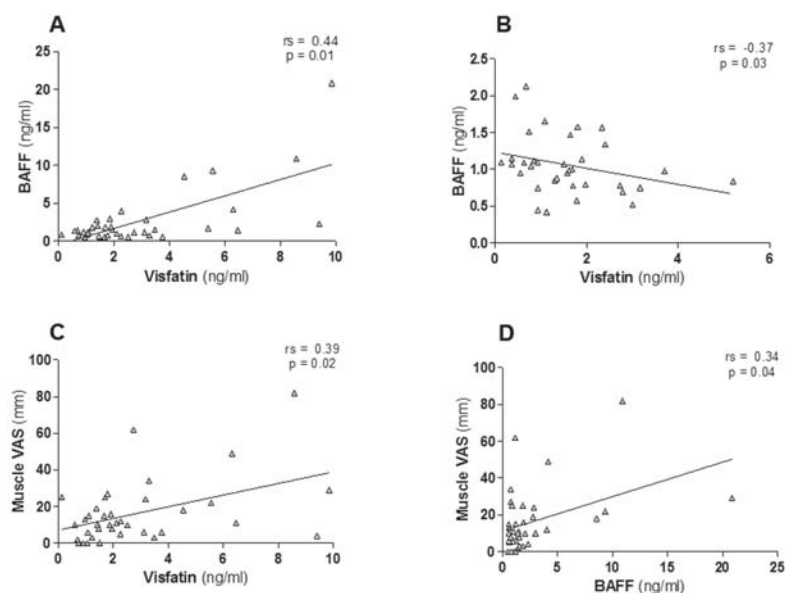 A
rs = 0.44
p = 0.01
25
20
15
10
5
0
BAFF (ng/ml)
0
2
4
6
8
10
Visfatin (ng/ml)
B
rs = -0.37
p = 0.03
2.5
2.0
1.5
1.0
0.5
0.0
BAFF (ng/ml)
0
2
4
6
Visfatin (ng/ml)
C
rs = 0.39
p = 0.02
100
80
60
40
20
0
Muscle VAS (mm)
0
2
4
6
8
10
Visfatin (ng/ml)
D
rs = 0.34
p = 0.04
100
80
60
40
20
0
Muscle VAS (mm)
0
5
10
15
20
25
BAFF (ng/ml)